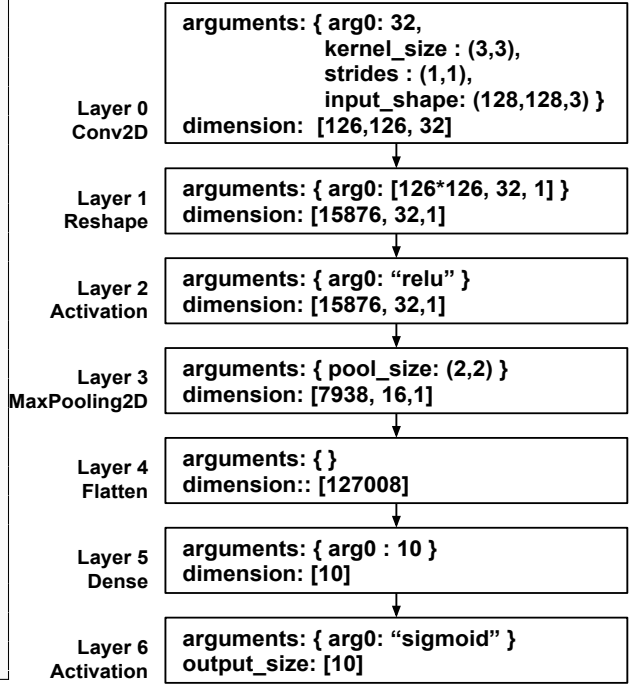 Layer 0
Conv2D
arguments: { arg0: 32,
kernel_size : (3,3),
strides : (1,1),
input_shape: (128,128,3) }
dimension:  [126,126, 32]
Layer 1
Reshape
arguments: { arg0: [126*126, 32, 1] }
dimension: [15876, 32,1]
Layer 2
Activation
arguments: { arg0: “relu” }
dimension: [15876, 32,1]
Layer 3
MaxPooling2D
arguments: { pool_size: (2,2) }
dimension: [7938, 16,1]
Layer 4
Flatten
arguments: { }
dimension:: [127008]
Layer 5
Dense
arguments: { arg0 : 10 }
dimension: [10]
Layer 6
Activation
arguments: { arg0: “sigmoid” }
output_size: [10]